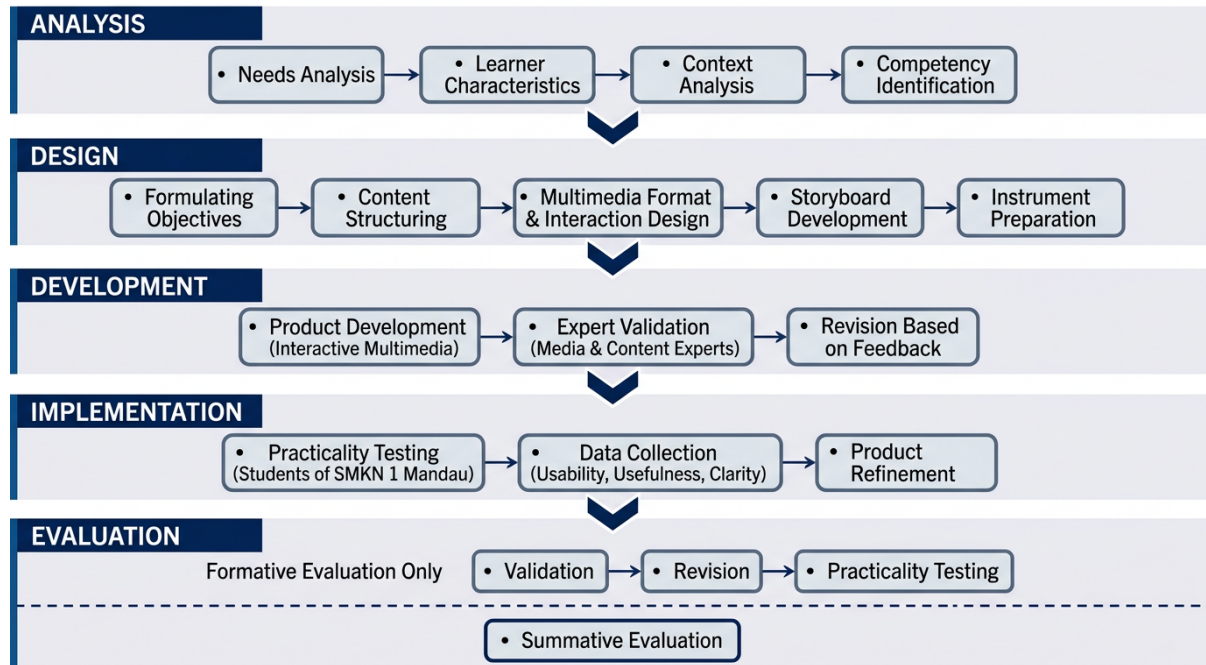 ANALYSIS
• Needs Analysis
• Learner
Characteristics
• Context
Analysis
• Competency
Identification
DESIGN
• Formulating
Objectives
• Content
Structuring
• Multimedia Format
& Interaction Design
• Storyboard
Development
• Instrument
Preparation
DEVELOPMENT
• Product Development
(Interactive Multimedia)
• Expert Validation
(Media & Content Experts)
• Revision Based
on Feedback
IMPLEMENTATION
• Practicality Testing
(Students of SMKN 1 Mandau)
• Data Collection
(Usability, Usefulness, Clarity)
• Product
Refinement
EVALUATION
Formative Evaluation Only
• Validation
• Revision
• Practicality Testing
• Summative Evaluation